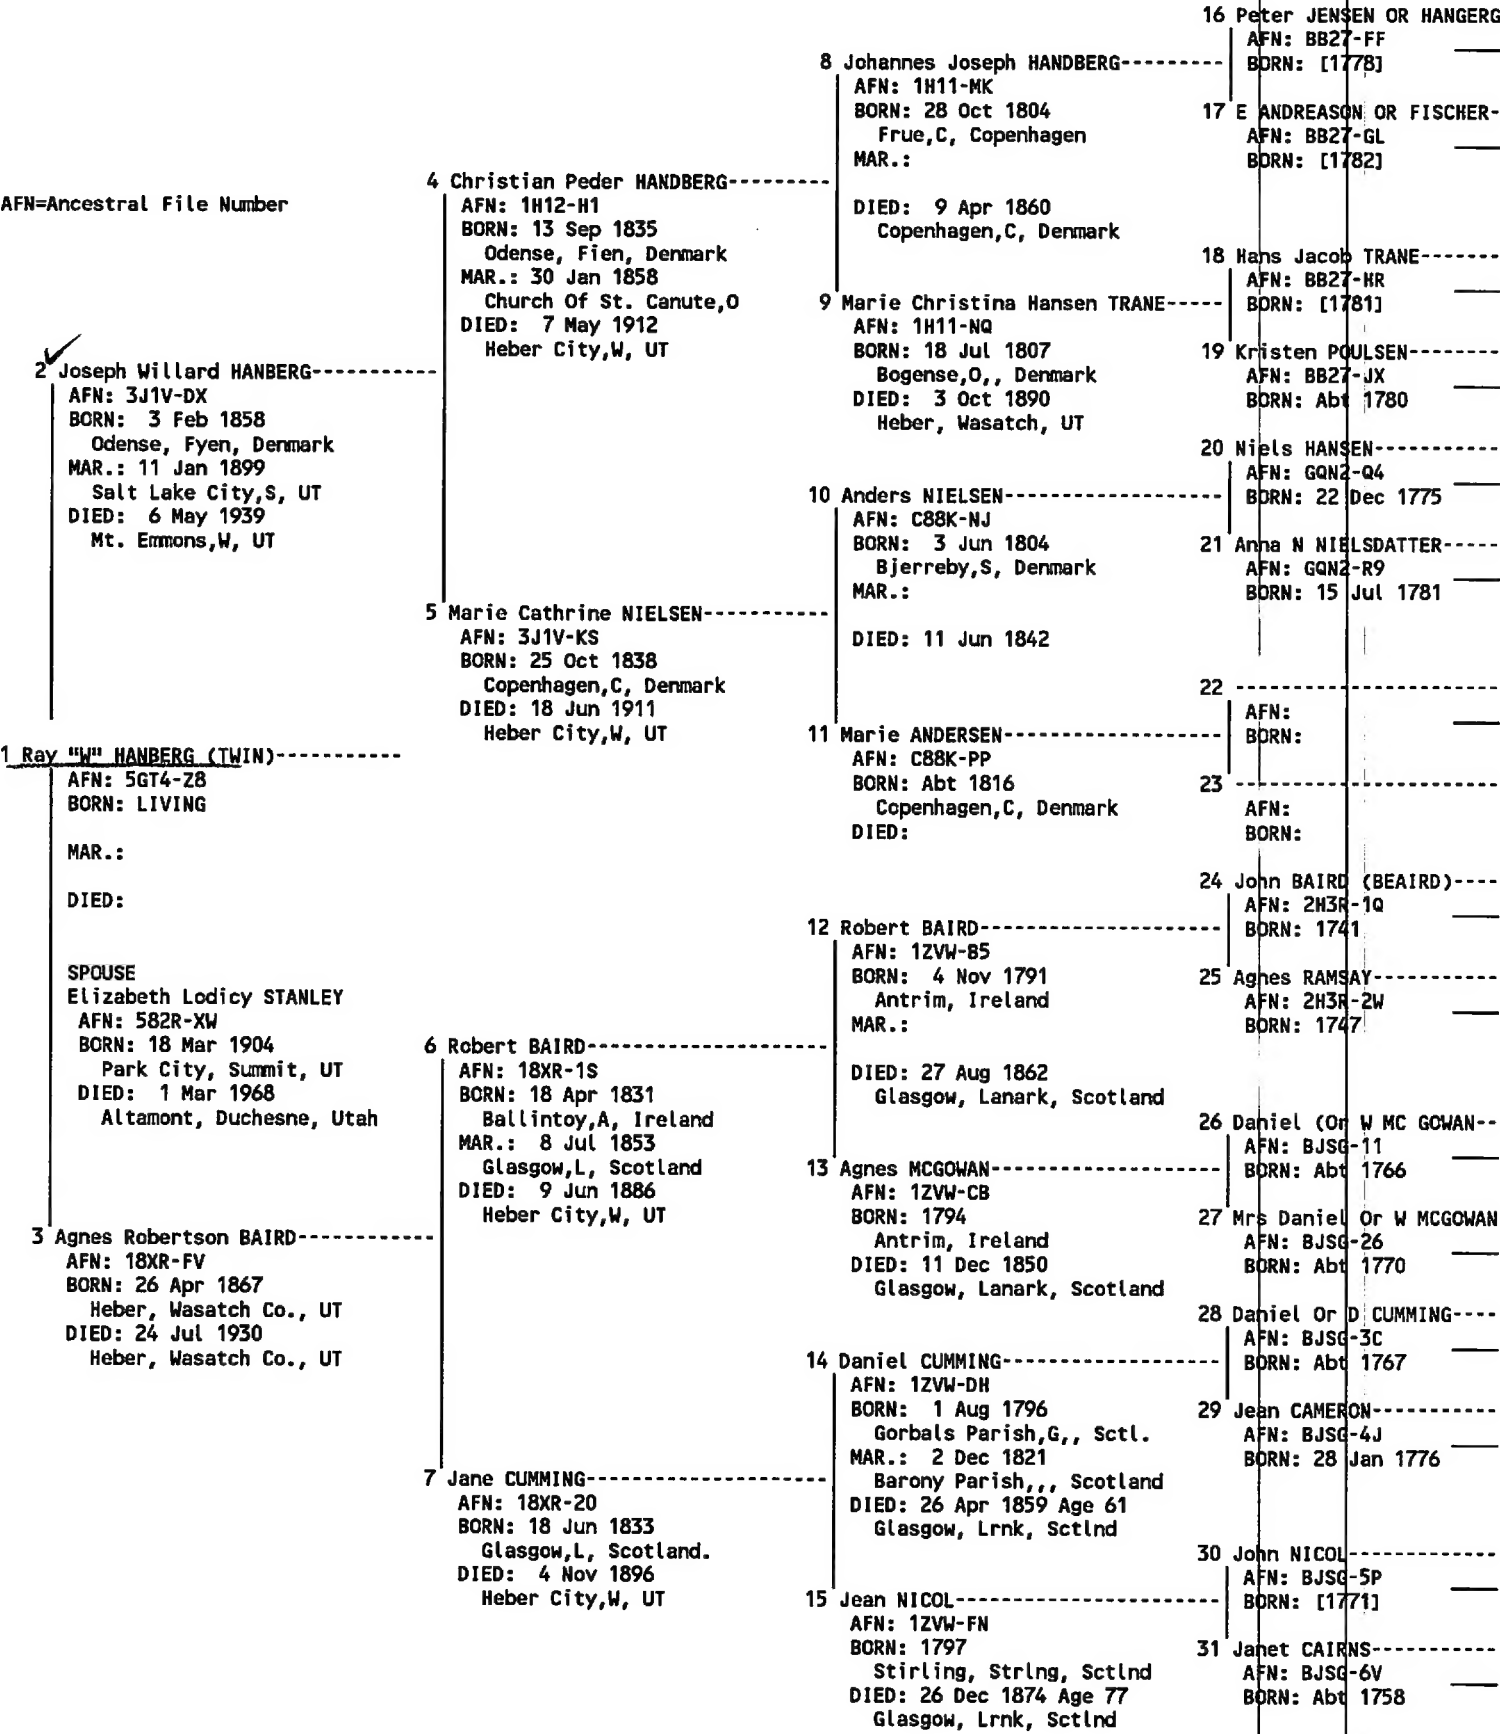 AFN=Ancestral File Number
1 Ray "W" HANBERG (TWIN)-----------
AFN: 5GT4-Z8
BORN: LIVING
MAR.:
DIED:
SPOUSE
Elizabeth Lodicy STANLEY
AFN: 582R-XW
BORN: 18 Mar 1904
Park City, Summit, UT
DIED: 1 Mar 1968
Altamont, Duchesne, Utah
2 Joseph Willard HANBERG-----------
AFN: 3J1V-DX
BORN: 3 Feb 1858
Odense, Fyen, Denmark
MAR.: 11 Jan 1899
Salt Lake City,S, UT
DIED: 6 May 1939
Mt. Emmons,W, UT
3 Agnes Robertson BAIRD------------
AFN: 18XR-FV
BORN: 26 Apr 1867
Heber, Wasatch Co., UT
DIED: 24 Jul 1930
Heber, Wasatch Co., UT
4 Christian Peder HANDBERG---------
AFN: 1H12-H1
BORN: 13 Sep 1835
Odense, Fien, Denmark
MAR.: 30 Jan 1858
Church Of St. Canute,O
DIED: 7 May 1912
Heber City,W, UT
5 Marie Cathrine NIELSEN-----------
AFN: 3J1V-KS
BORN: 25 Oct 1838
Copenhagen,C, Denmark
DIED: 18 Jun 1911
Heber City,W, UT
6 Robert BAIRD---------------------
AFN: 18XR-1S
BORN: 18 Apr 1831
Ballintoy,A, Ireland
MAR.: 8 Jul 1853
Glasgow,L, Scotland
DIED: 9 Jun 1886
Heber City,W, UT
7 Jane CUMMING---------------------
AFN: 18XR-20
BORN: 18 Jun 1833
Glasgow,L, Scotland.
DIED: 4 Nov 1896
Heber City,W, UT
8 Johannes Joseph HANDBERG---------
AFN: 1H11-MK
BORN: 28 Oct 1804
Frue,C, Copenhagen
MAR.:
DIED: 9 Apr 1860
Copenhagen,C, Denmark
9 Marie Christina Hansen TRANE-----
AFN: 1H11-NQ
BORN: 18 Jul 1807
Bogense,O,, Denmark
DIED: 3 Oct 1890
Heber, Wasatch, UT
10 Anders NIELSEN------------------
AFN: C88K-NJ
BORN: 3 Jun 1804
Bjerreby,S, Denmark
MAR.:
DIED: 11 Jun 1842
11 Marie ANDERSEN------------------
AFN: C88K-PP
BORN: Abt 1816
Copenhagen,C, Denmark
DIED:
12 Robert BAIRD--------------------
AFN: 1ZVW-85
BORN: 4 Nov 1791
Antrim, Ireland
MAR.:
DIED: 27 Aug 1862
Glasgow, Lanark, Scotland
13 Agnes MCGOWAN-------------------
AFN: 1ZVW-CB
BORN: 1794
Antrim, Ireland
DIED: 11 Dec 1850
Glasgow, Lanark, Scotland
14 Daniel CUMMING------------------
AFN: 1ZVW-DH
BORN: 1 Aug 1796
Gorbals Parish,G,, Sctl.
MAR.: 2 Dec 1821
Barony Parish,,, Scotland
DIED: 26 Apr 1859 Age 61
Glasgow, Lrnk, Sctlnd
15 Jean NICOL----------------------
AFN: 1ZVW-FN
BORN: 1797
Stirling, Strlng, Sctlnd
DIED: 26 Dec 1874 Age 77
Glasgow, Lrnk, Sctlnd
16 Peter JENSEN OR HANGERG
AFN: BB27-FF
BORN: [1778]
17 E ANDREASON OR FISCHER-
AFN: BB27-GL
BORN: [1782]
18 Hans Jacob TRANE-------
AFN: BB27-HR
BORN: [1781]
19 Kristen POULSEN--------
AFN: BB27-JX
BORN: Abt 1780
20 Niels HANSEN-----------
AFN: GQN2-Q4
BORN: 22 Dec 1775
21 Anna N NIELSDATTER-----
AFN: GQN2-R9
BORN: 15 Jul 1781
22 -----------------------
AFN:
BORN:
23 -----------------------
AFN:
BORN:
24 John BAIRD (BEAIRD)----
AFN: 2H3R-1Q
BORN: 1741
25 Agnes RAMSAY-----------
AFN: 2H3R-2W
BORN: 1747
26 Daniel (Or W MC GOWAN--
AFN: BJSG-11
BORN: Abt 1766
27 Mrs Daniel Or W MCGOWAN
AFN: BJSG-26
BORN: Abt 1770
28 Daniel Or D CUMMING----
AFN: BJSG-3C
BORN: Abt 1767
29 Jean CAMERON-----------
AFN: BJSG-4J
BORN: 28 Jan 1776
30 John NICOL-------------
AFN: BJSG-5P
BORN: [1771]
31 Janet CAIRNS-----------
AFN: BJSG-6V
BORN: Abt 1758